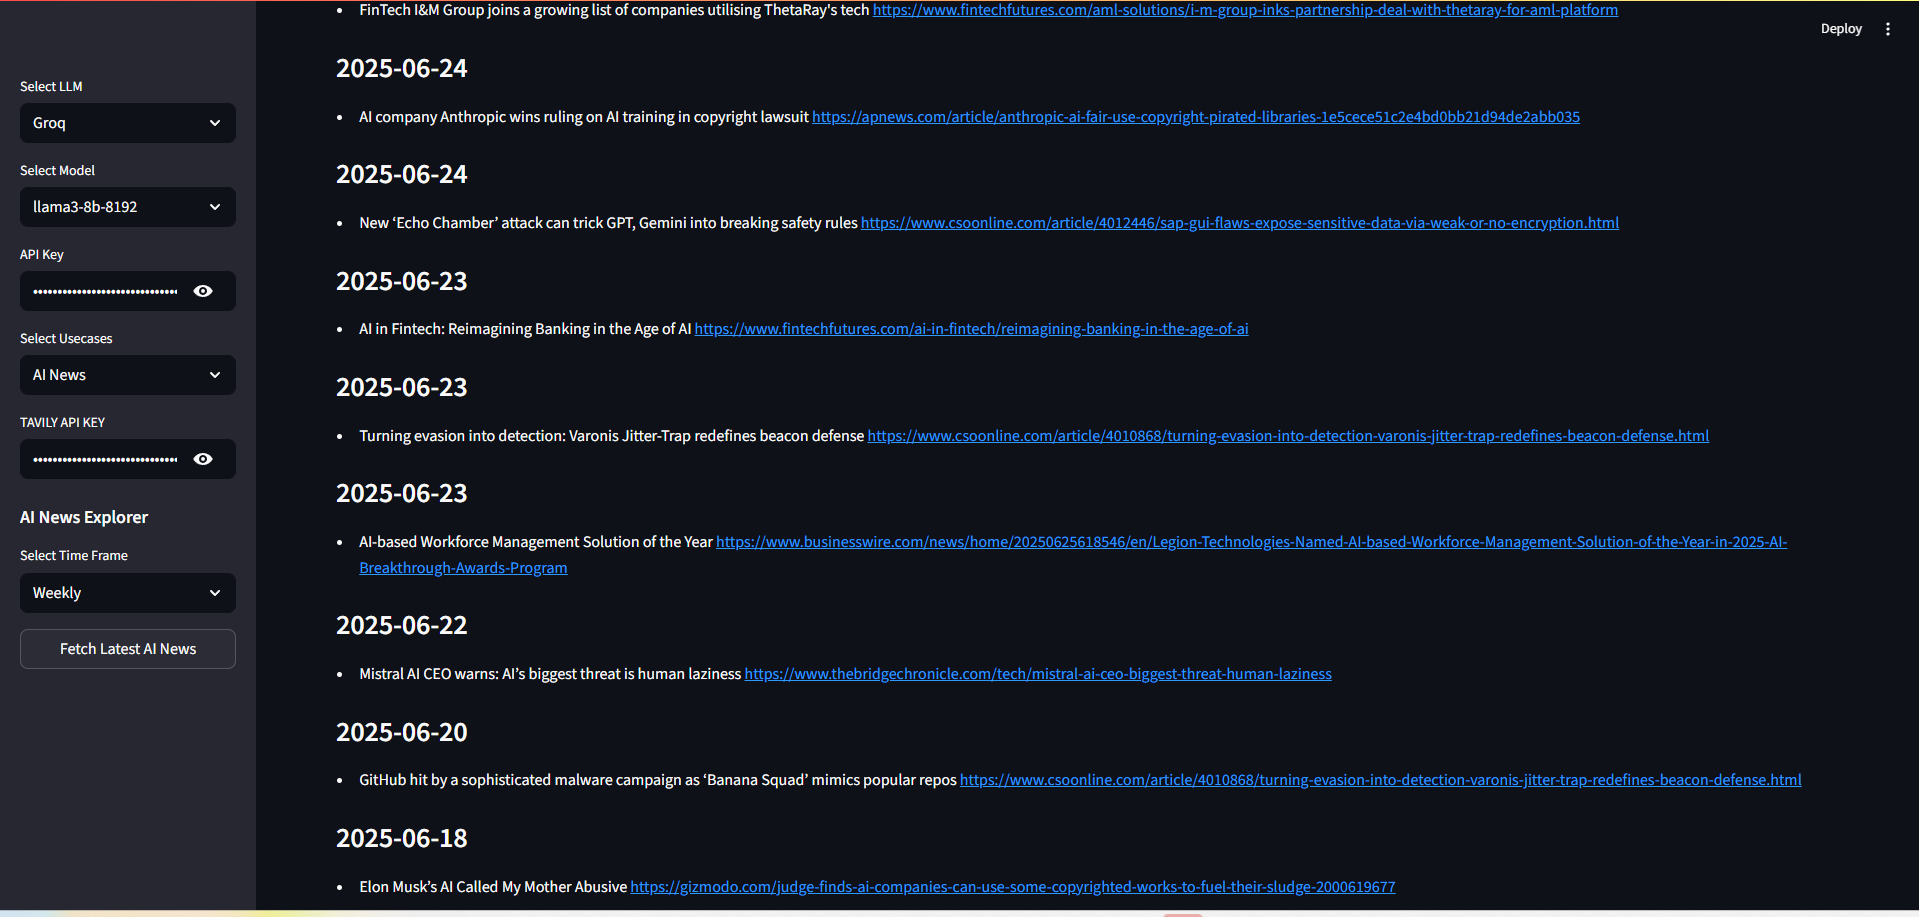 Deploy
Select LLM
Groq
Select Model
llama3-8b-8192
API Key
Select Usecases
AI News
TAVILY API KEY
AI News Explorer
Select Time Frame
Weekly
Fetch Latest AI News
• FinTech I&M Group joins a growing list of companies utilising ThetaRay's tech https://www.fintechfutures.com/aml-solutions/i-m-group-inks-partnership-deal-with-thetaray-for-aml-platform
2025-06-24
• AI company Anthropic wins ruling on AI training in copyright lawsuit https://apnews.com/article/anthropic-ai-fair-use-copyright-pirated-libraries-1e5cece51c2e4bd0bb21d94de2abb035
2025-06-24
• New ‘Echo Chamber’ attack can trick GPT, Gemini into breaking safety rules https://www.csoonline.com/article/4012446/sap-gui-flaws-expose-sensitive-data-via-weak-or-no-encryption.html
2025-06-23
• AI in Fintech: Reimagining Banking in the Age of AI https://www.fintechfutures.com/ai-in-fintech/reimagining-banking-in-the-age-of-ai
2025-06-23
• Turning evasion into detection: Varonis Jitter-Trap redefines beacon defense https://www.csoonline.com/article/4010868/turning-evasion-into-detection-varonis-jitter-trap-redefines-beacon-defense.html
2025-06-23
• AI-based Workforce Management Solution of the Year https://www.businesswire.com/news/home/20250625618546/en/Legion-Technologies-Named-AI-based-Workforce-Management-Solution-of-the-Year-in-2025-AI-
Breakthrough-Awards-Program
2025-06-22
• Mistral AI CEO warns: AI’s biggest threat is human laziness https://www.thebridgechronicle.com/tech/mistral-ai-ceo-biggest-threat-human-laziness
2025-06-20
• GitHub hit by a sophisticated malware campaign as ‘Banana Squad’ mimics popular repos https://www.csoonline.com/article/4010868/turning-evasion-into-detection-varonis-jitter-trap-redefines-beacon-defense.html
2025-06-18
• Elon Musk’s AI Called My Mother Abusive https://gizmodo.com/judge-finds-ai-companies-can-use-some-copyrighted-works-to-fuel-their-sludge-2000619677